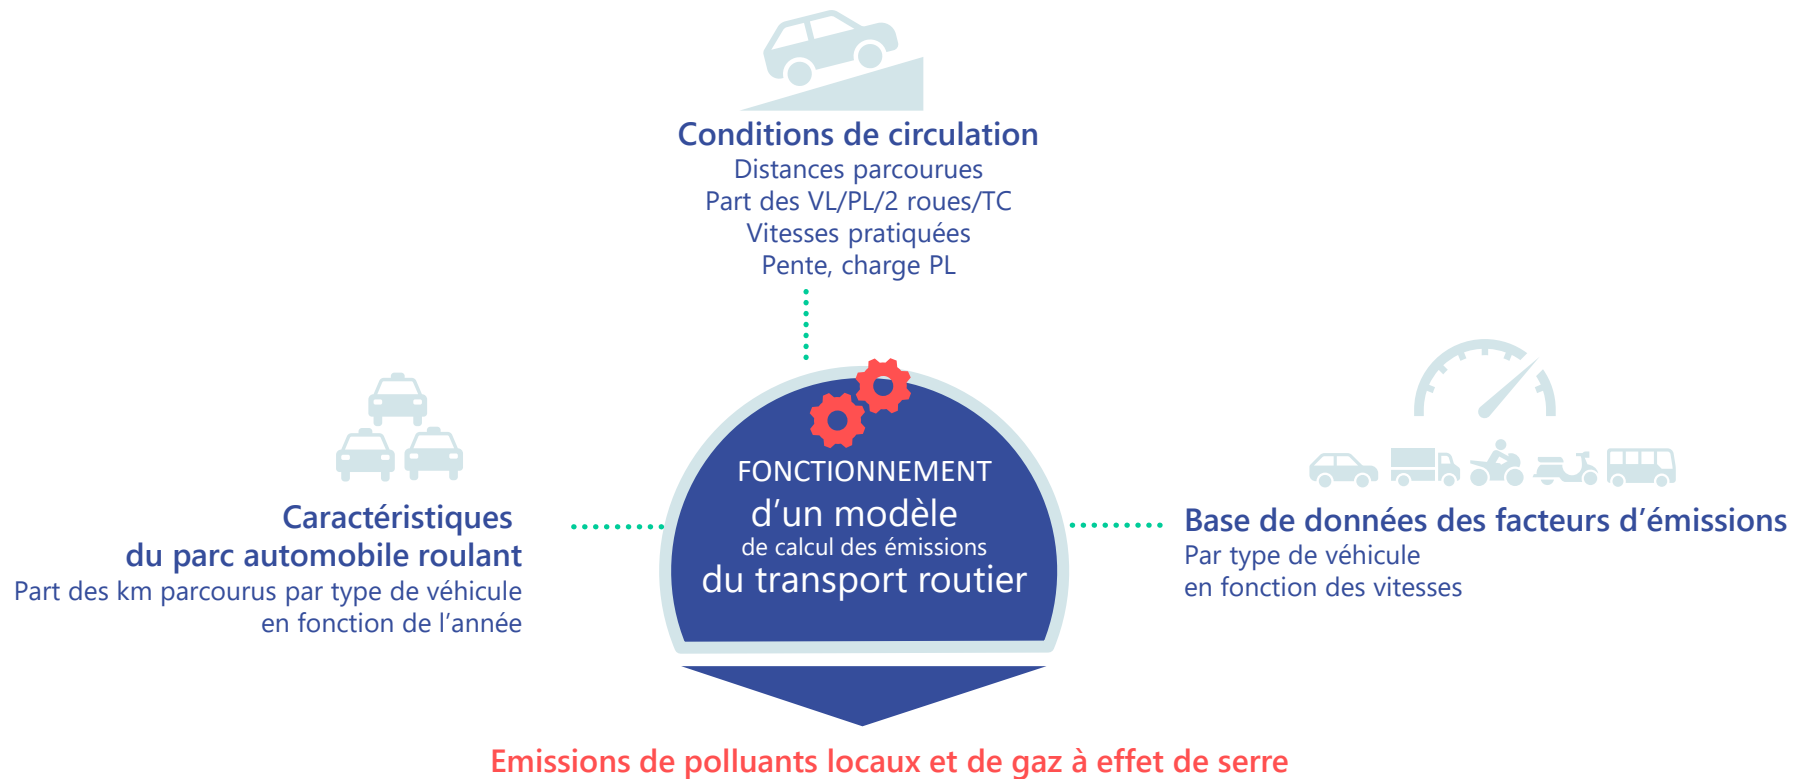 Conditions de circulation
Distances parcourues
Part des VL/PL/2 roues/TC
Vitesses pratiquées
Pente, charge PL
Caractéristiques
du parc automobile roulant
Part des km parcourus par type de véhicule
en fonction de l’année
FONCTIONNEMENT
d’un modèle
de calcul des émissions
du transport routier
Base de données des facteurs d’émissions
Par type de véhicule
en fonction des vitesses
Emissions de polluants locaux et de gaz à effet de serre